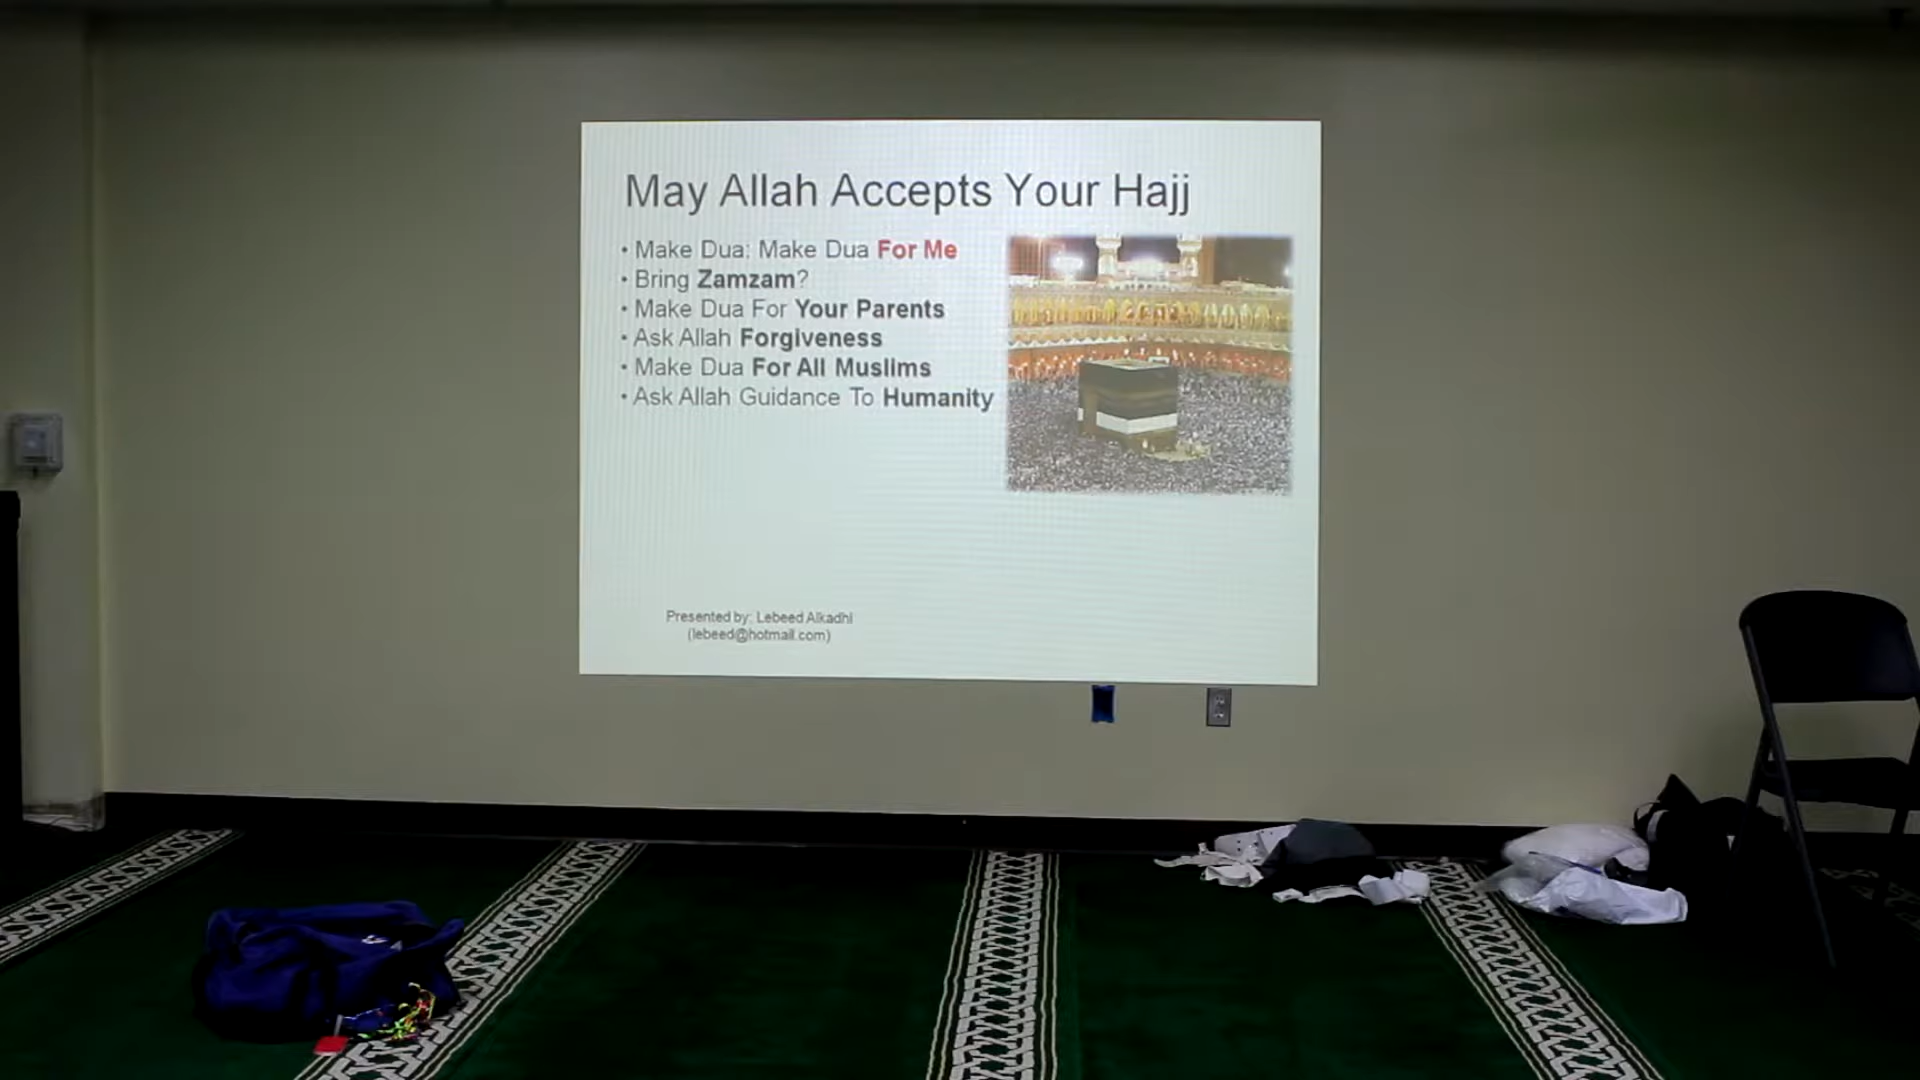 May Allah Accepts Your Hajj
• Make Dua: Make Dua For Me
• Bring Zamzam?
• Make Dua For Your Parents
• Ask Allah Forgiveness
• Make Dua For All Muslims
• Ask Allah Guidance To Humanity
Presented by: Lebeed Alkadhi
(lebeed@hotmail.com)